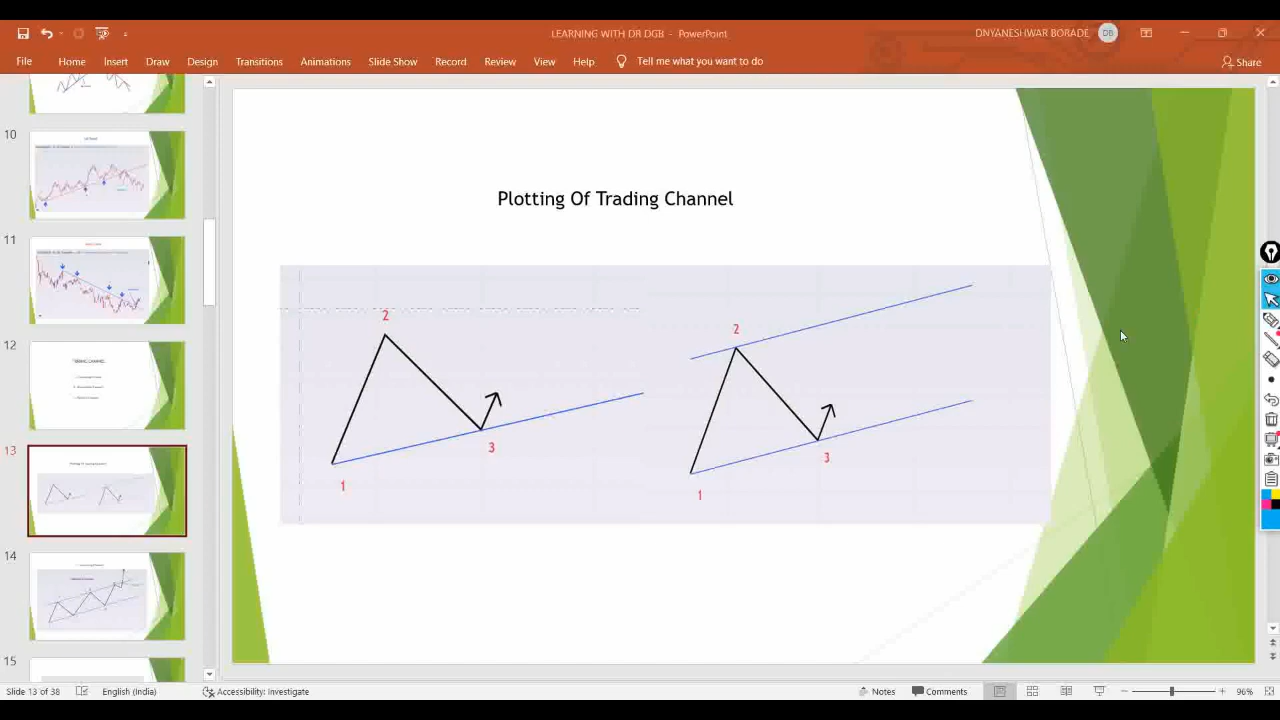 LEARNING WITH DR DGB - PowerPoint
DNYANESHWAR BORADE
DB
File Home Insert Draw Design Transitions Animations Slide Show Record Review View Help Tell me what you want to do Share
10
11
12
13
14
15
Plotting Of Trading Channel
2
3
1
2
3
1
Slide 13 of 38 English (India) Accessibility: Investigate Notes Comments 96%